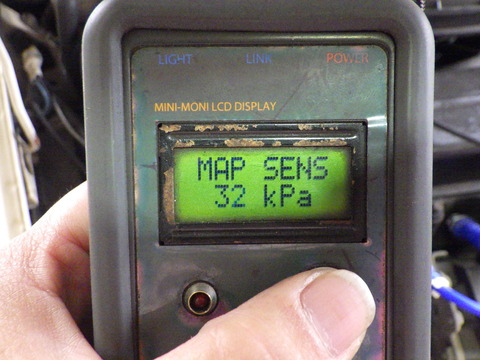 LIGHT LINK POWER
MINI-MONI LCD DISPLAY
MAP SENS
32 kPa